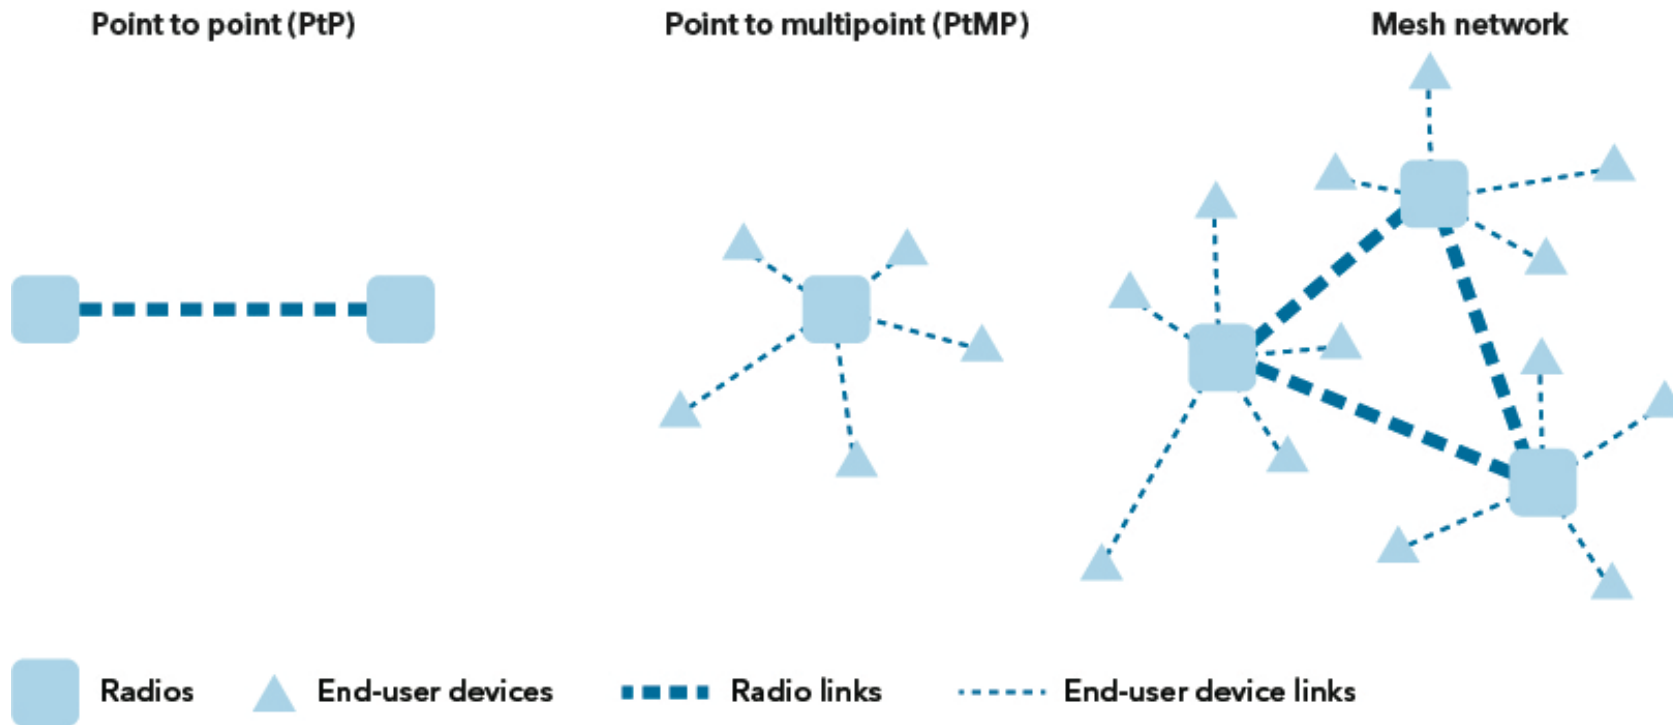 Point to point (PtP)
Point to multipoint (PtMP)
Mesh network
Radios
End-user devices
Radio links
End-user device links